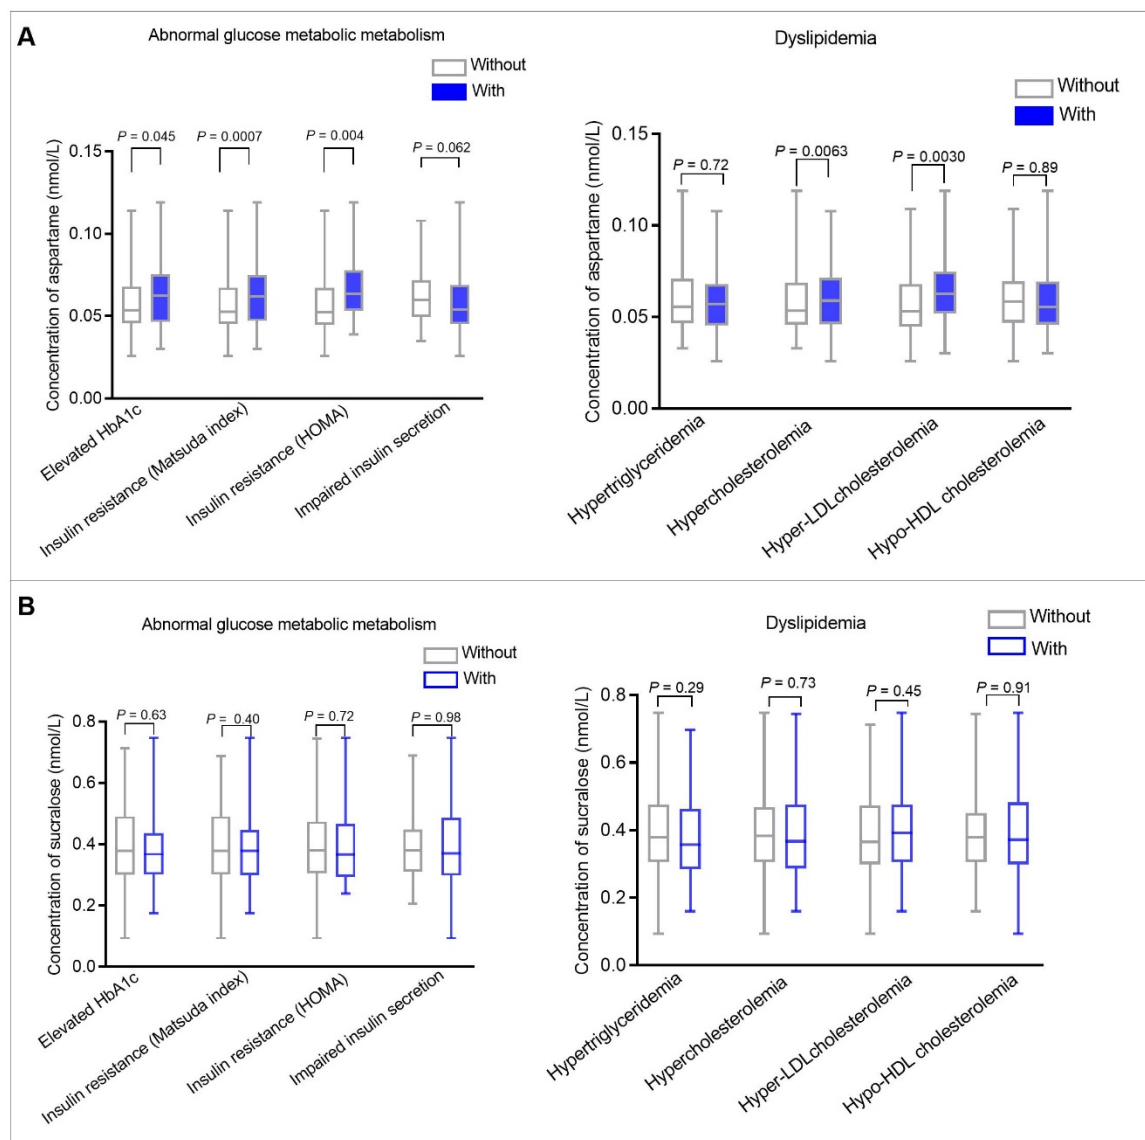 A
Abnormal glucose metabolic metabolism
Without
With
P = 0.045
P = 0.0007
P = 0.004
P = 0.062
Concentration of aspartame (nmol/L)
0.15
0.10
0.05
0.00
Elevated HbA1c
Insulin resistance (Matsuda index)
Insulin resistance (HOMA)
Impaired insulin secretion
Dyslipidemia
Without
With
P = 0.72
P = 0.0063
P = 0.0030
P = 0.89
Concentration of aspartame (nmol/L)
0.15
0.10
0.05
0.00
Hypertriglyceridemia
Hypercholesterolemia
Hyper-LDLcholesterolemia
Hypo-HDL cholesterolemia
B
Abnormal glucose metabolic metabolism
Without
With
P = 0.63
P = 0.40
P = 0.72
P = 0.98
Concentration of sucralose (nmol/L)
0.8
0.6
0.4
0.2
0.0
Elevated HbA1c
Insulin resistance (Matsuda index)
Insulin resistance (HOMA)
Impaired insulin secretion
Dyslipidemia
Without
With
P = 0.29
P = 0.73
P = 0.45
P = 0.91
Concentration of sucralose (nmol/L)
0.8
0.6
0.4
0.2
0.0
Hypertriglyceridemia
Hypercholesterolemia
Hyper-LDLcholesterolemia
Hypo-HDL cholesterolemia